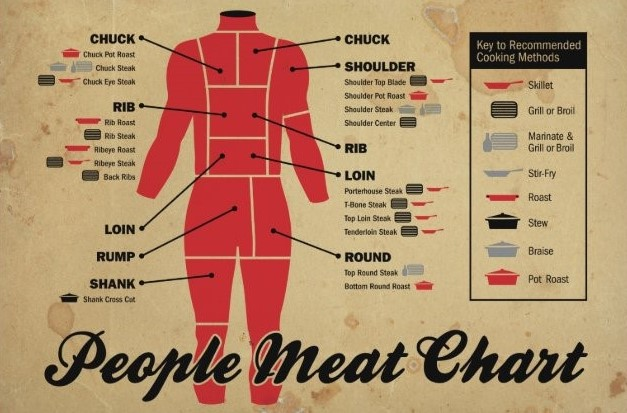 CHUCK
Chuck Pot Roast
Chuck Steak
Chuck Eye Steak
RIB
Rib Roast
Rib Steak
Ribeye Roast
Ribeye Steak
Back Ribs
LOIN
RUMP
SHANK
Shank Cross Cut
CHUCK
SHOULDER
Shoulder Top Blade
Shoulder Pot Roast
Shoulder Steak
Shoulder Center
RIB
LOIN
Porterhouse Steak
T-Bone Steak
Top Loin Steak
Tenderloin Steak
ROUND
Top Round Steak
Bottom Round Roast
Key to Recommended
Cooking Methods
Skillet
Grill or Broil
Marinate &
Grill or Broil
Stir-Fry
Roast
Stew
Braise
Pot Roast
People Meat Chart